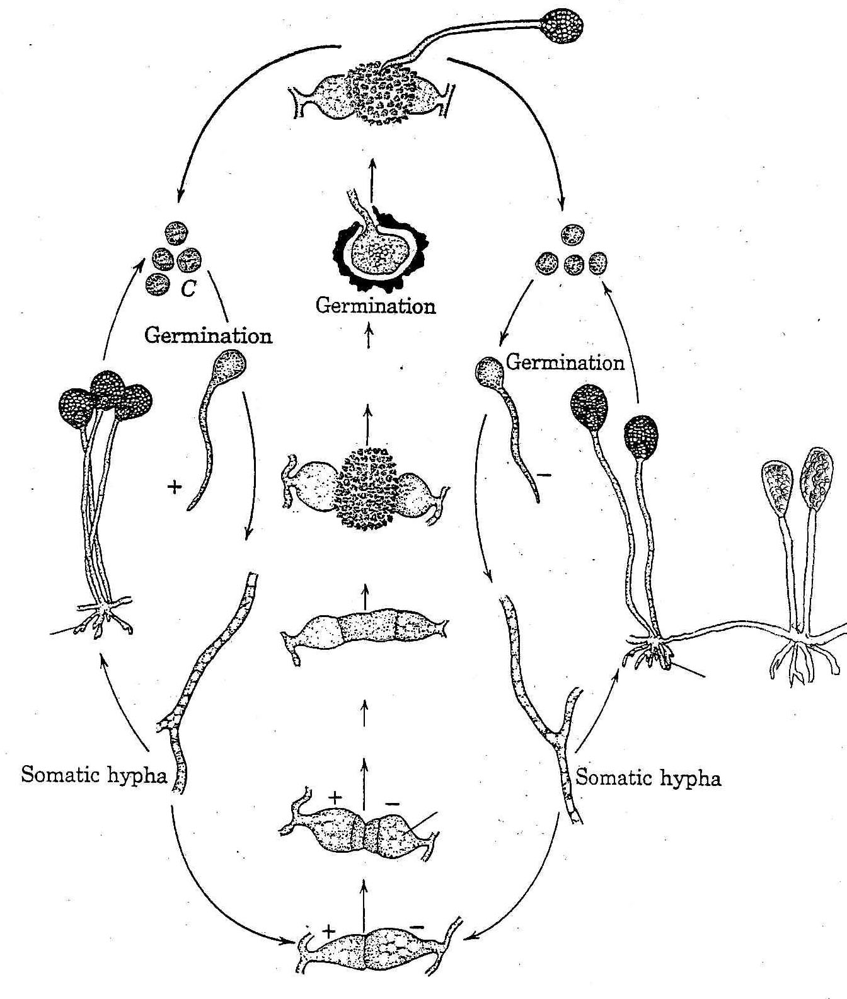 C
Germination
Germination
Germination
+
−
Somatic hypha
Somatic hypha
+ −
+ −